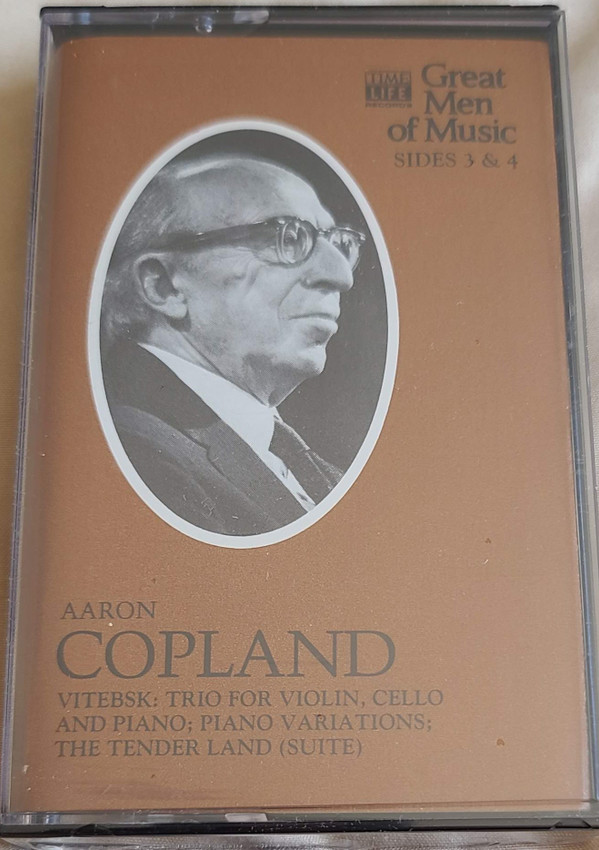 TIME
LIFE
RECORDS
Great
Men
of Music
SIDES 3 & 4
AARON
COPLAND
VITEBSK: TRIO FOR VIOLIN, CELLO
AND PIANO; PIANO VARIATIONS;
THE TENDER LAND (SUITE)